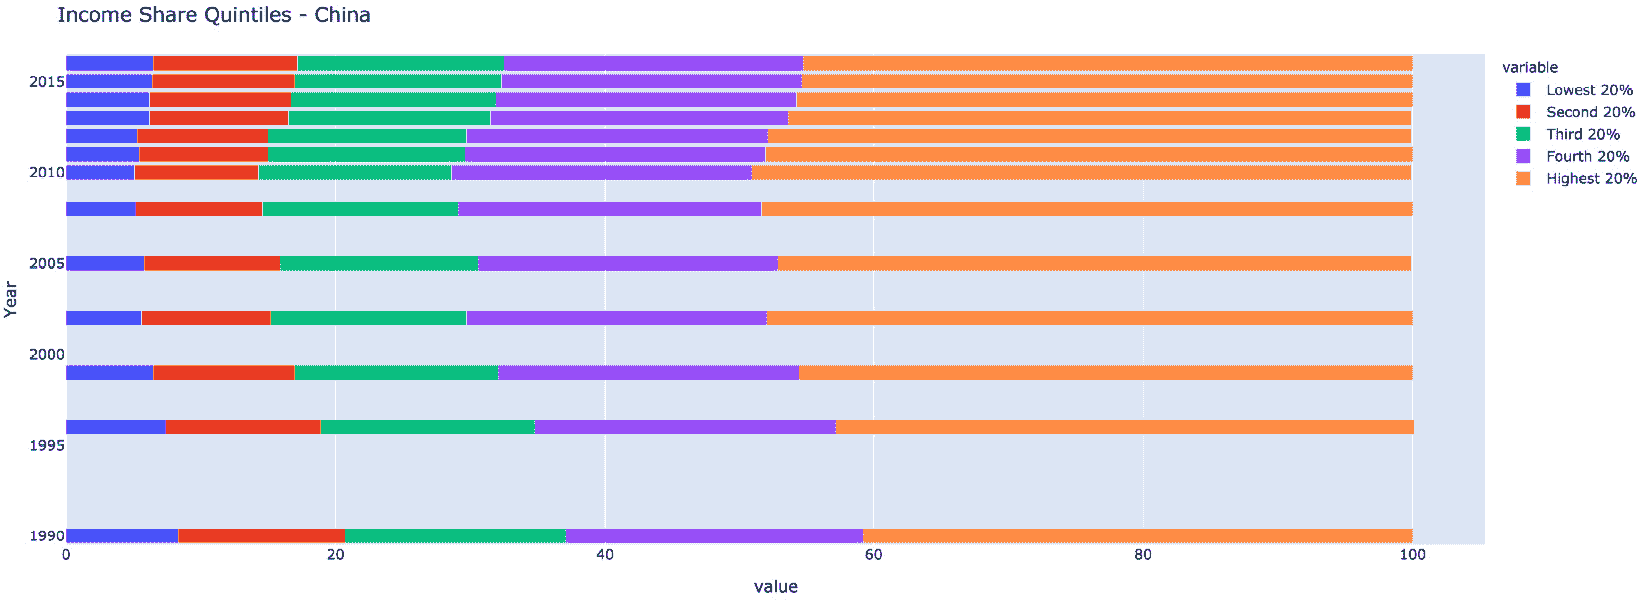 Income Share Quintiles - China
variable
Lowest 20%
Second 20%
Third 20%
Fourth 20%
Highest 20%
2015
2010
2005
2000
1995
1990
Year
0 20 40 60 80 100
value